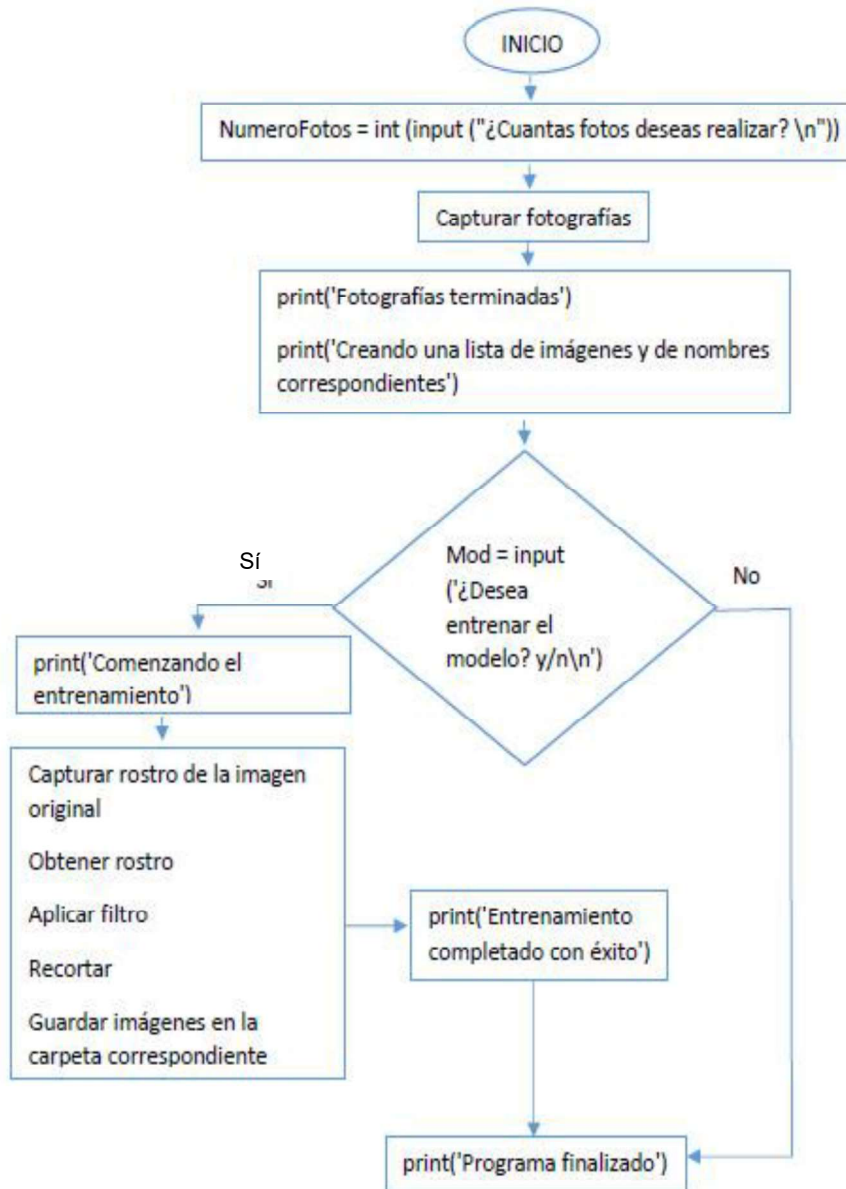 INICIO
NumeroFotos = int (input ("¿Cuantas fotos deseas realizar? \n"))
Capturar fotografías
print('Fotografías terminadas')
print('Creando una lista de imágenes y de nombres
correspondientes')
Mod = input
('¿Desea
entrenar el
modelo? y/n\n')
Sí
Sí
No
print('Comenzando el
entrenamiento')
Capturar rostro de la imagen
original
Obtener rostro
Aplicar filtro
Recortar
Guardar imágenes en la
carpeta correspondiente
print('Entrenamiento
completado con éxito')
print('Programa finalizado')